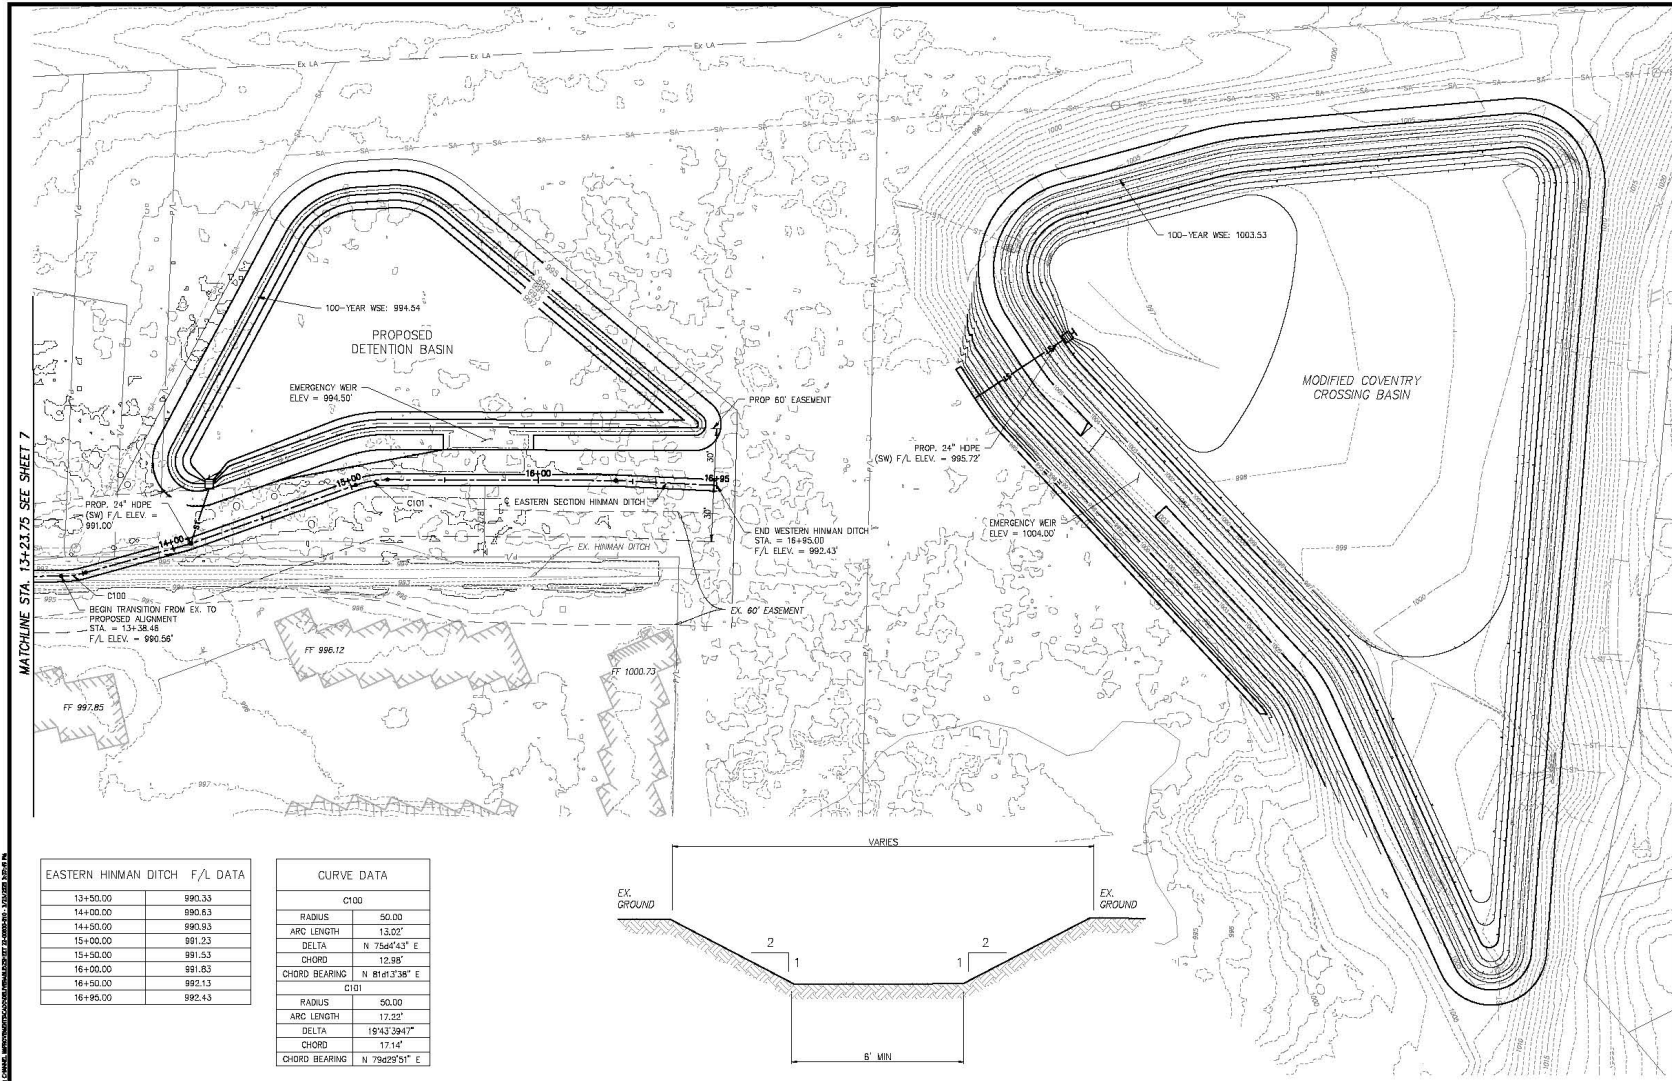 Ex LA
Ex LA
Ex LA
100-YEAR WSE: 1003.53
100-YEAR WSE: 994.54
PROPOSED
DETENTION BASIN
EMERGENCY WEIR
ELEV = 994.50'
PROP 60' EASEMENT
MODIFIED COVENTRY
CROSSING BASIN
PROP. 24" HDPE
(SW) F/L ELEV. = 995.72'
MATCHLINE STA. 13+23.75 SEE SHEET 7
PROP. 24" HDPE
(SW) F/L ELEV. =
991.00'
14+00
15+00
16+00
16+95
C101
EASTERN SECTION HINMAN DITCH
30'
30'
END WESTERN HINMAN DITCH
STA. = 16+95.00
F/L ELEV. = 992.43'
EMERGENCY WEIR
ELEV = 1004.00'
EX. HINMAN DITCH
EX. 60' EASEMENT
C100
BEGIN TRANSITION FROM EX. TO
PROPOSED ALIGNMENT
STA. = 13+38.48
F/L ELEV. = 990.56'
FF 996.12
FF 1000.73
FF 997.85
EASTERN HINMAN DITCH F/L DATA
13+50.00 990.33
14+00.00 990.63
14+50.00 990.93
15+00.00 991.23
15+50.00 991.53
16+00.00 991.83
16+50.00 992.13
16+95.00 992.43
CURVE DATA
C100
RADIUS 50.00
ARC LENGTH 13.02'
DELTA N 75d4'43" E
CHORD 12.98'
CHORD BEARING N 81d13'38" E
C101
RADIUS 50.00
ARC LENGTH 17.22'
DELTA 19°43'3947"
CHORD 17.14'
CHORD BEARING N 79d29'51" E
VARIES
EX.
GROUND
EX.
GROUND
2
1
2
1
6' MIN